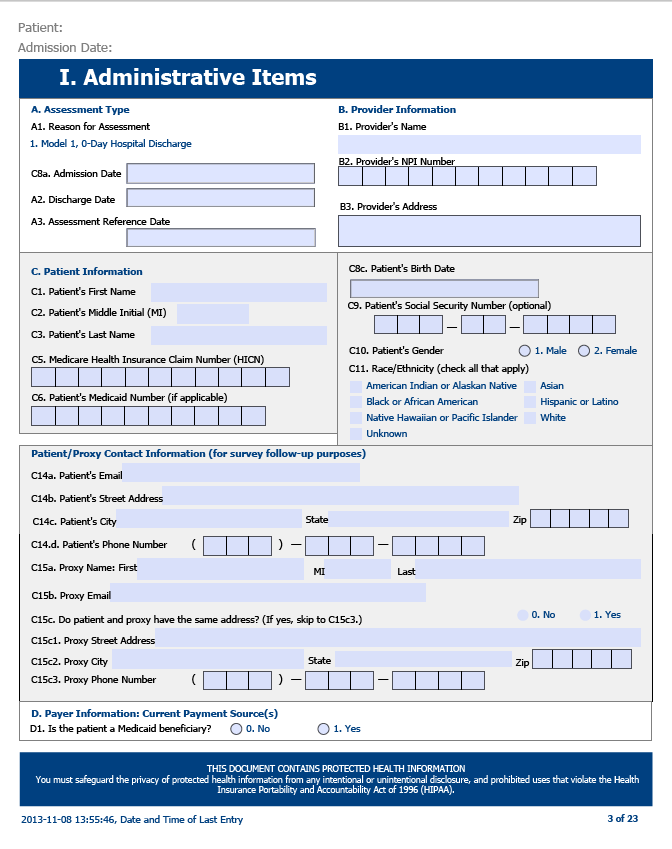 Patient:
Admission Date:
I. Administrative Items
A. Assessment Type
A1. Reason for Assessment
1. Model 1, 0-Day Hospital Discharge
C8a. Admission Date
A2. Discharge Date
A3. Assessment Reference Date
B. Provider Information
B1. Provider's Name
B2. Provider's NPI Number
B3. Provider's Address
C. Patient Information
C1. Patient's First Name
C2. Patient's Middle Initial (MI)
C3. Patient's Last Name
C5. Medicare Health Insurance Claim Number (HICN)
C6. Patient's Medicaid Number (if applicable)
C8c. Patient's Birth Date
C9. Patient's Social Security Number (optional)
— —
C10. Patient's Gender 1. Male 2. Female
C11. Race/Ethnicity (check all that apply)
American Indian or Alaskan Native Asian
Black or African American Hispanic or Latino
Native Hawaiian or Pacific Islander White
Unknown
Patient/Proxy Contact Information (for survey follow-up purposes)
C14a. Patient's Email
C14b. Patient's Street Address
C14c. Patient's City State Zip
C14.d. Patient's Phone Number ( ) — —
C15a. Proxy Name: First MI Last
C15b. Proxy Email
C15c. Do patient and proxy have the same address? (If yes, skip to C15c3.) 0. No 1. Yes
C15c1. Proxy Street Address
C15c2. Proxy City State Zip
C15c3. Proxy Phone Number ( ) — —
D. Payer Information: Current Payment Source(s)
D1. Is the patient a Medicaid beneficiary? 0. No 1. Yes
THIS DOCUMENT CONTAINS PROTECTED HEALTH INFORMATION
You must safeguard the privacy of protected health information from any intentional or unintentional disclosure, and prohibited uses that violate the Health
Insurance Portability and Accountability Act of 1996 (HIPAA).
2013-11-08 13:55:46, Date and Time of Last Entry 3 of 23